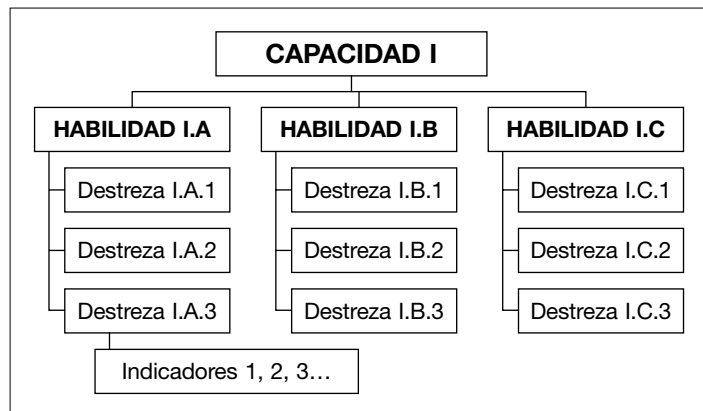 CAPACIDAD I
HABILIDAD I.A
HABILIDAD I.B
HABILIDAD I.C
Destreza I.A.1
Destreza I.B.1
Destreza I.C.1
Destreza I.A.2
Destreza I.B.2
Destreza I.C.2
Destreza I.A.3
Destreza I.B.3
Destreza I.C.3
Indicadores 1, 2, 3…